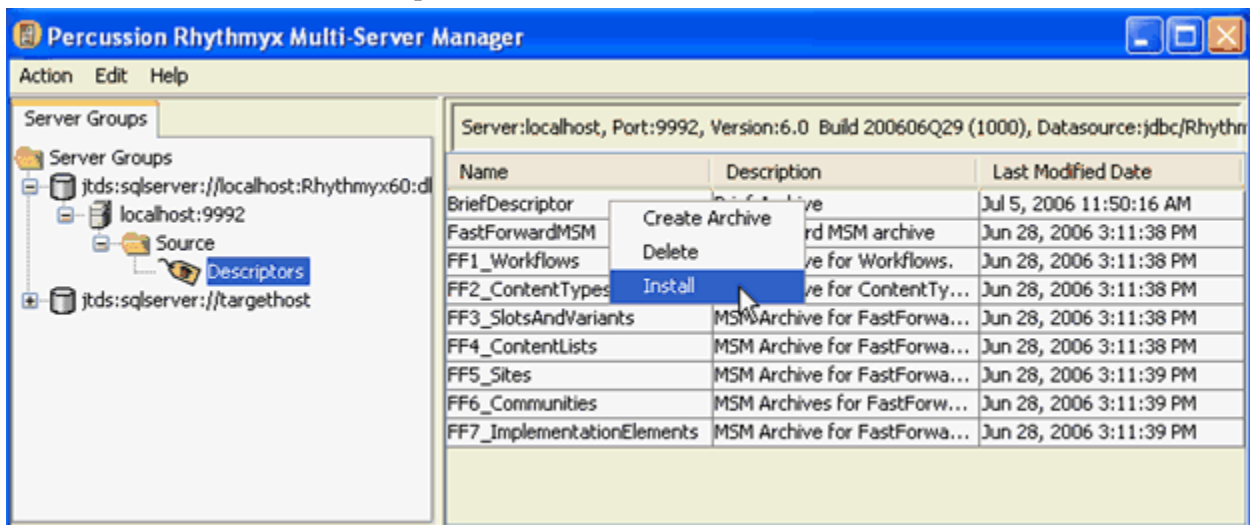 Percussion Rhythmyx Multi-Server Manager
Action Edit Help
Server Groups
Server Groups
jtds:sqlserver://localhost:Rhythmyx60:dl
localhost:9992
Source
Descriptors
jtds:sqlserver://targethost
Server:localhost, Port:9992, Version:6.0 Build 200606Q29 (1000), Datasource:jdbc/Rhythm
Name Description Last Modified Date
BriefDescriptor Jul 5, 2006 11:50:16 AM
FastForwardMSM rd MSM archive Jun 28, 2006 3:11:38 PM
FF1_Workflows ve for Workflows. Jun 28, 2006 3:11:38 PM
FF2_ContentTypes ve for ContentTy... Jun 28, 2006 3:11:38 PM
FF3_SlotsAndVariants MSM Archive for FastForwa... Jun 28, 2006 3:11:38 PM
FF4_ContentLists MSM Archive for FastForwa... Jun 28, 2006 3:11:38 PM
FF5_Sites MSM Archive for FastForwa... Jun 28, 2006 3:11:39 PM
FF6_Communities MSM Archives for FastForw... Jun 28, 2006 3:11:39 PM
FF7_ImplementationElements MSM Archive for FastForwa... Jun 28, 2006 3:11:39 PM
Create Archive
Delete
Install